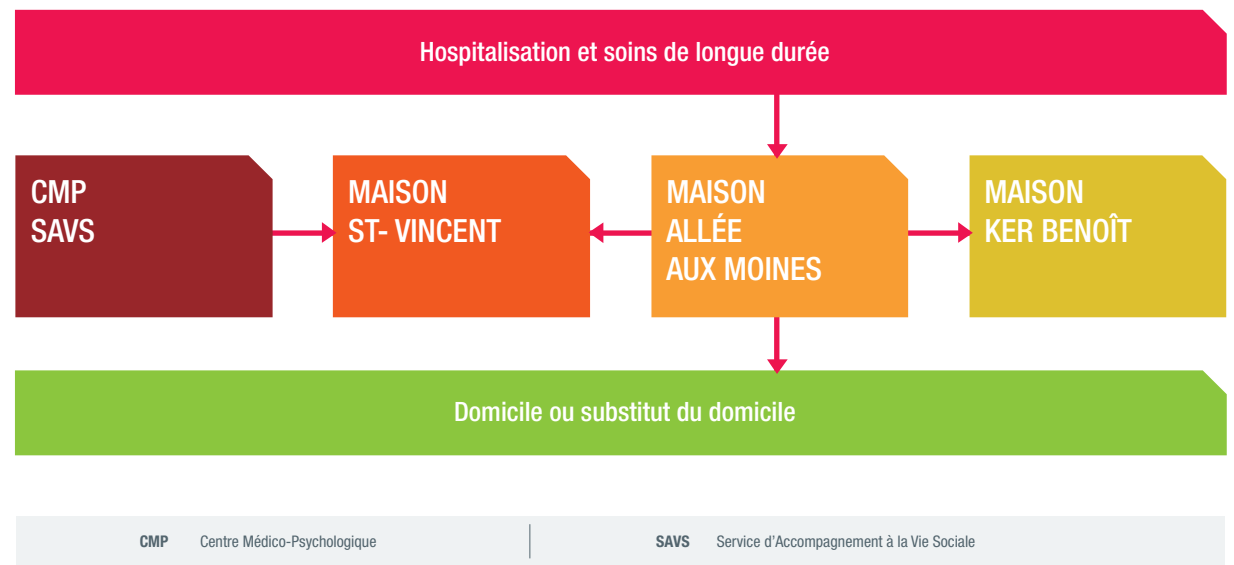 Hospitalisation et soins de longue durée
CMP
SAVS
MAISON
ST- VINCENT
MAISON
ALLÉE
AUX MOINES
MAISON
KER BENOÎT
Domicile ou substitut du domicile
CMP Centre Médico-Psychologique
SAVS Service d'Accompagnement à la Vie Sociale